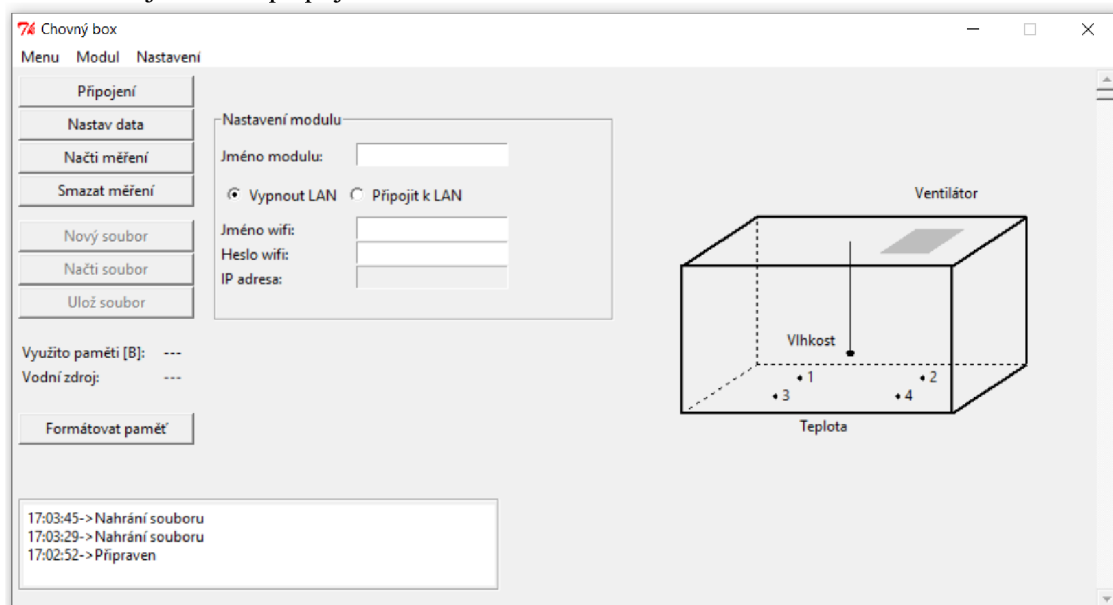 Chovný box
Menu Modul Nastavení
Připojení
Nastav data
Načti měření
Smazat měření
Nový soubor
Načti soubor
Ulož soubor
Využito paměti [B]: ---
Vodní zdroj: ---
Formátovat paměť
Nastavení modulu
Jméno modulu:
Vypnout LAN Připojit k LAN
Jméno wifi:
Heslo wifi:
IP adresa:
Ventilátor
Vlhkost
1 2
3 4
Teplota
17:03:45->Nahrání souboru
17:03:29->Nahrání souboru
17:02:52->Připraven